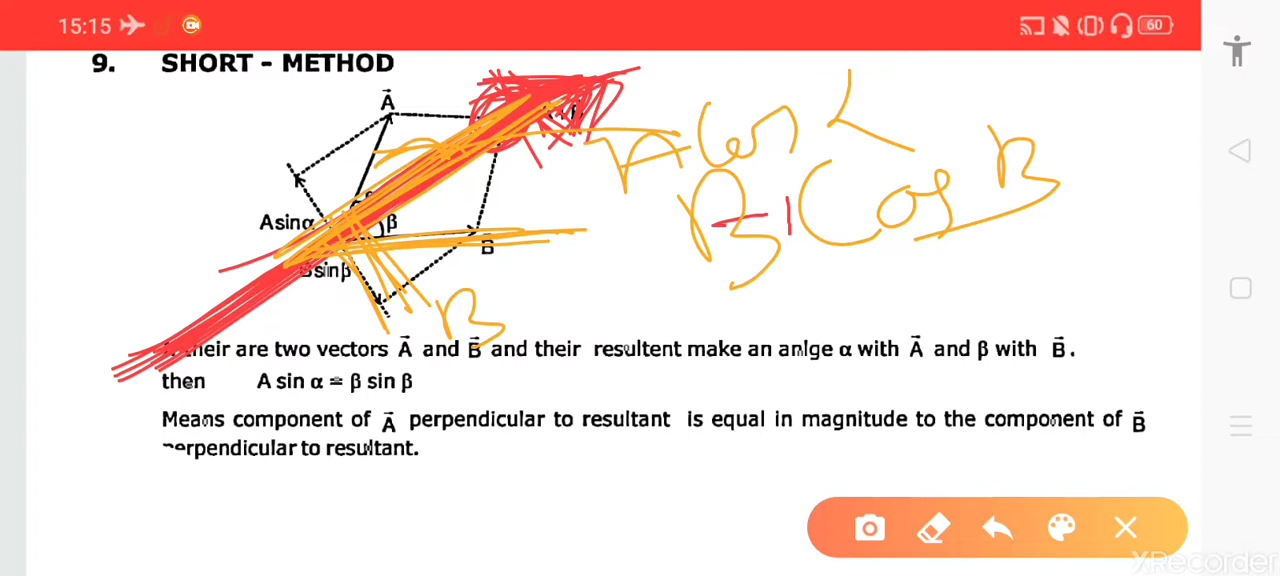 15:15 60
9. SHORT - METHOD
A⃗
A Cos α
B Cos B
Asinα β
B
sinβ
B
their are two vectors A⃗ and B⃗ and their resultent make an anlge α with A⃗ and β with B⃗.
then A sin α = β sin β
Means component of A⃗ perpendicular to resultant is equal in magnitude to the component of B⃗
perpendicular to resultant.
XRecorder